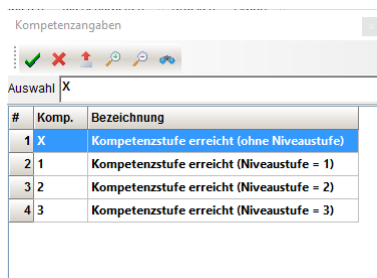 Kompetenzangaben
Auswahl X
# Komp. Bezeichnung
1 X Kompetenzstufe erreicht (ohne Niveaustufe)
2 1 Kompetenzstufe erreicht (Niveaustufe = 1)
3 2 Kompetenzstufe erreicht (Niveaustufe = 2)
4 3 Kompetenzstufe erreicht (Niveaustufe = 3)